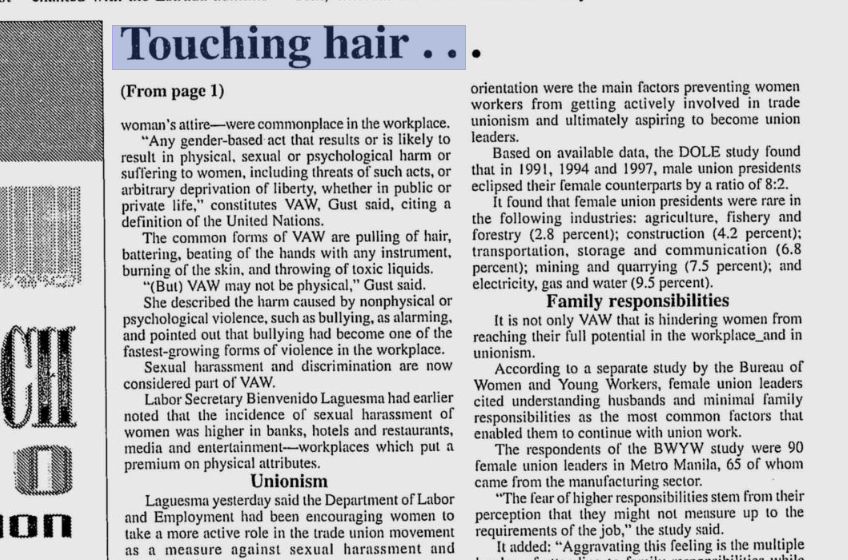 Touching hair . . .
(From page 1)
woman's attire—were commonplace in the workplace.
"Any gender-based act that results or is likely to
result in physical, sexual or psychological harm or
suffering to women, including threats of such acts, or
arbitrary deprivation of liberty, whether in public or
private life," constitutes VAW, Gust said, citing a
definition of the United Nations.
The common forms of VAW are pulling of hair,
battering, beating of the hands with any instrument,
burning of the skin, and throwing of toxic liquids.
"(But) VAW may not be physical," Gust said.
She described the harm caused by nonphysical or
psychological violence, such as bullying, as alarming,
and pointed out that bullying had become one of the
fastest-growing forms of violence in the workplace.
Sexual harassment and discrimination are now
considered part of VAW.
Labor Secretary Bienvenido Laguesma had earlier
noted that the incidence of sexual harassment of
women was higher in banks, hotels and restaurants,
media and entertainment—workplaces which put a
premium on physical attributes.
Unionism
Laguesma yesterday said the Department of Labor
and Employment had been encouraging women to
take a more active role in the trade union movement
as a measure against sexual harassment and
orientation were the main factors preventing women
workers from getting actively involved in trade
unionism and ultimately aspiring to become union
leaders.
Based on available data, the DOLE study found
that in 1991, 1994 and 1997, male union presidents
eclipsed their female counterparts by a ratio of 8:2.
It found that female union presidents were rare in
the following industries: agriculture, fishery and
forestry (2.8 percent); construction (4.2 percent);
transportation, storage and communication (6.8
percent); mining and quarrying (7.5 percent); and
electricity, gas and water (9.5 percent).
Family responsibilities
It is not only VAW that is hindering women from
reaching their full potential in the workplace_and in
unionism.
According to a separate study by the Bureau of
Women and Young Workers, female union leaders
cited understanding husbands and minimal family
responsibilities as the most common factors that
enabled them to continue with union work.
The respondents of the BWYW study were 90
female union leaders in Metro Manila, 65 of whom
came from the manufacturing sector.
"The fear of higher responsibilities stem from their
perception that they might not measure up to the
requirements of the job," the study said.
It added: "Aggravating this feeling is the multiple
CH
n
ion